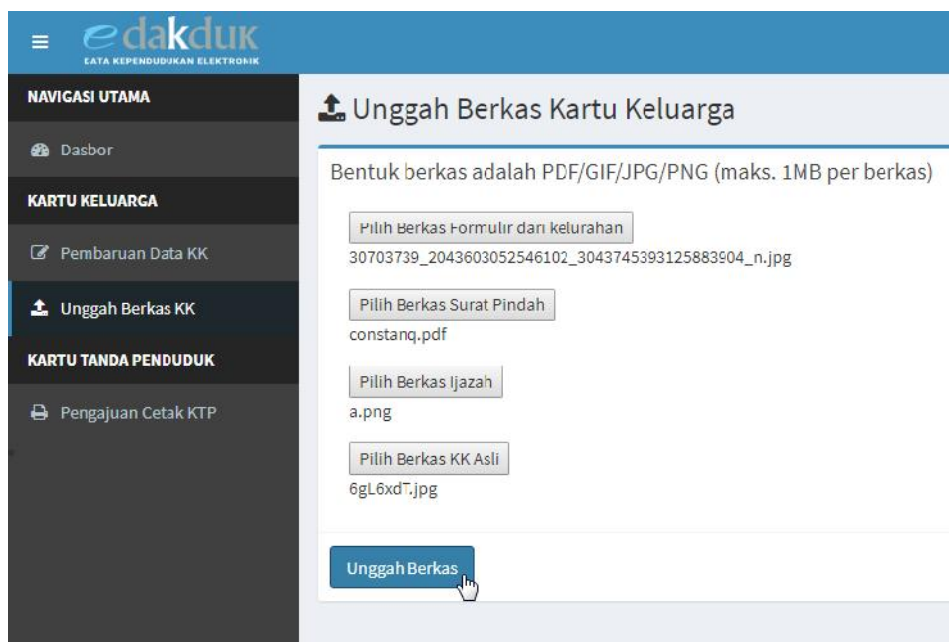 edakduk
DATA KEPENDUDUKAN ELEKTRONIK
NAVIGASI UTAMA
Dasbor
KARTU KELUARGA
Pembaruan Data KK
Unggah Berkas KK
KARTU TANDA PENDUDUK
Pengajuan Cetak KTP
Unggah Berkas Kartu Keluarga
Bentuk berkas adalah PDF/GIF/JPG/PNG (maks. 1MB per berkas)
Pilih Berkas Formulir dari kelurahan
30703739_2043603052546102_3043745393125883904_n.jpg
Pilih Berkas Surat Pindah
constanq.pdf
Pilih Berkas Ijazah
a.png
Pilih Berkas KK Asli
6gL6xdT.jpg
Unggah Berkas